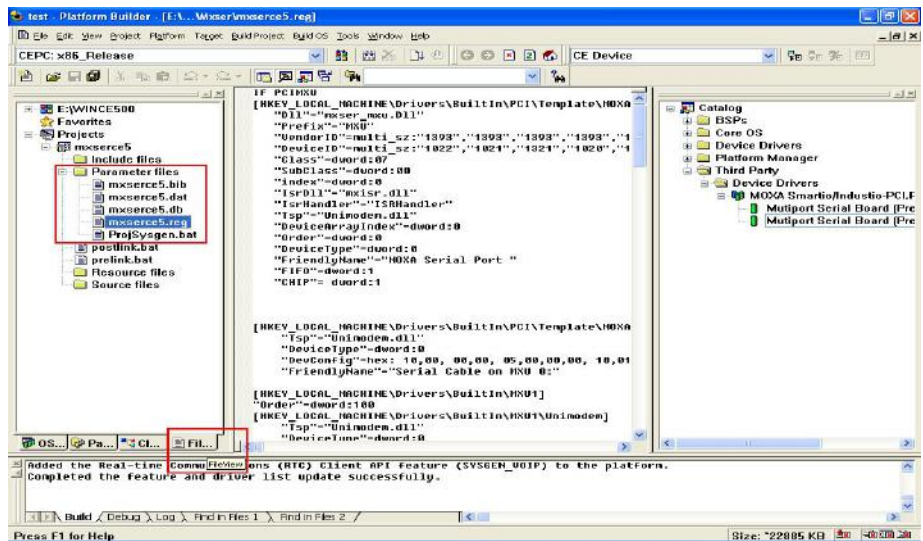 test - Platform Builder - [E:\...Mxser\mxserce5.reg]
File Edit View Project Platform Target Build Project Build OS Tools Window Help
CEPC: x86_Release
CE Device
E:\WINCE500
Favorites
Projects
mxserce5
Include files
Parameter files
mxserce5.bib
mxserce5.dat
mxserce5.db
mxserce5.reg
ProjSysgen.bat
postlink.bat
prelink.bat
Resource files
Source files
OS...
Pa...
Cl...
Fil...
FileView
IF PCIMXU
[HKEY_LOCAL_MACHINE\Drivers\BuiltIn\PCI\Template\MOXA
"Dll"="mxser_mxu.Dll"
"Prefix"="MXU"
"VendorID"=multi_sz:"1393","1393","1393","1393","1
"DeviceID"=multi_sz:"1022","1021","1321","1020","1
"Class"=dword:07
"SubClass"=dword:00
"index"=dword:0
"IsrDll"="mxisr.dll"
"IsrHandler"="ISRHandler"
"Tsp"="Unimodem.dll"
"DeviceArrayIndex"=dword:0
"Order"=dword:0
"DeviceType"=dword:0
"FriendlyName"="MOXA Serial Port "
"FIFO"=dword:1
"CHIP"= dword:1
[HKEY_LOCAL_MACHINE\Drivers\BuiltIn\PCI\Template\MOXA
"Tsp"="Unimodem.dll"
"DeviceType"=dword:0
"DevConfig"=hex: 10,00, 00,00, 05,00,00,00, 10,01
"FriendlyName"="Serial Cable on MXU 0:"
[HKEY_LOCAL_MACHINE\Drivers\BuiltIn\MXU1]
"Order"=dword:100
[HKEY_LOCAL_MACHINE\Drivers\BuiltIn\MXU1\Unimodem]
"Tsp"="Unimodem.dll"
"DeviceType"=dword:0
Catalog
BSPs
Core OS
Device Drivers
Platform Manager
Third Party
Device Drivers
MOXA Smartio/Industio-PCI,F
Mutiport Serial Board (Pre
Mutiport Serial Board (Pre
Added the Real-time Commu ons (RTC) Client API feature (SYSGEN_VOIP) to the platform.
Completed the feature and driver list update successfully.
Build Debug Log Find in Files 1 Find in Files 2
Press F1 for Help
Size: ~22885 KB